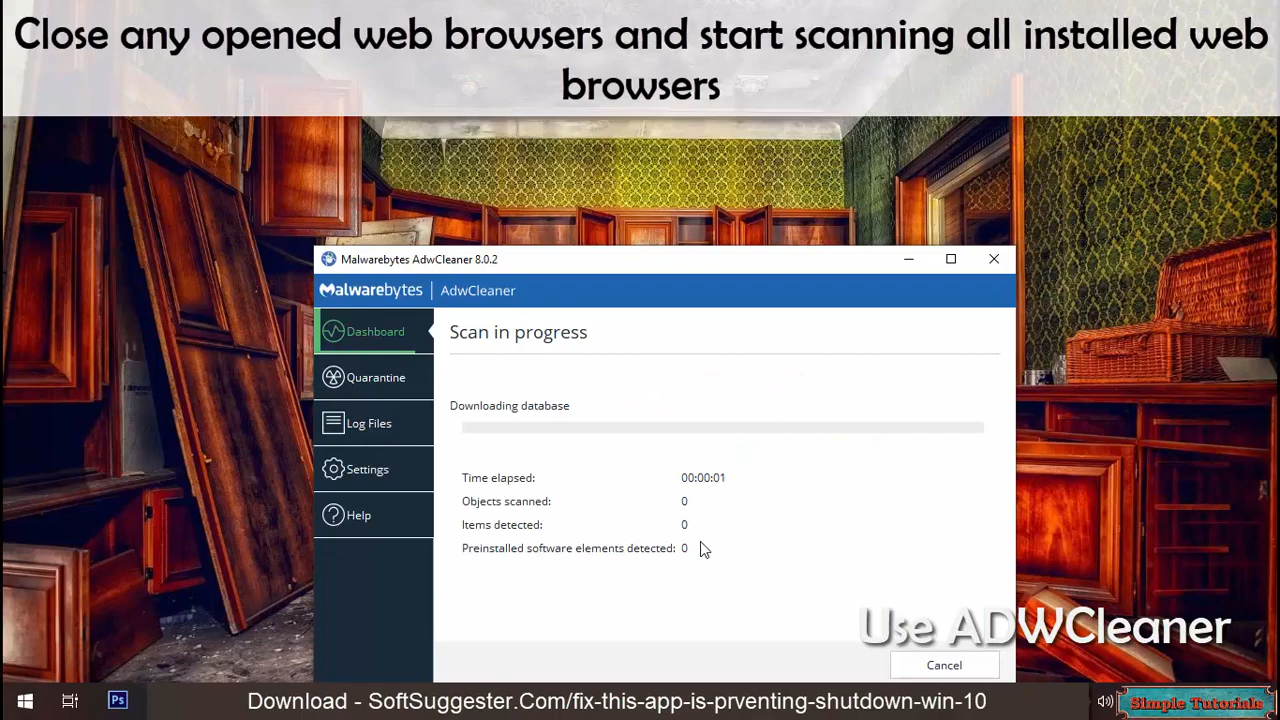 Close any opened web browsers and start scanning all installed web
browsers
Malwarebytes AdwCleaner 8.0.2
Malwarebytes | AdwCleaner
Dashboard
Scan in progress
Quarantine
Downloading database
Log Files
Time elapsed: 00:00:01
Settings
Objects scanned: 0
Items detected: 0
Help
Preinstalled software elements detected: 0
Use ADWCleaner
Cancel
Ps
Download - SoftSuggester.Com/fix-this-app-is-prventing-shutdown-win-10
Simple Tutorials